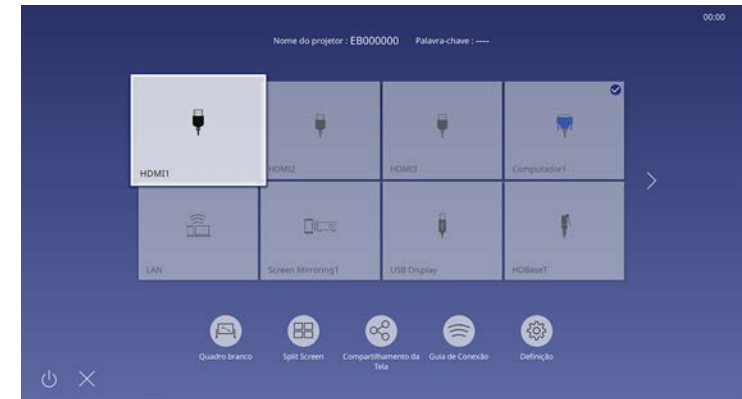 00:00
Nome do projetor : EB000000 Palavra-chave : ----
HDMI1
HDMI2
HDMI3
Computador1
LAN
Screen Mirroring1
USB Display
HDBaseT
Quadro branco
Split Screen
Compartilhamento da
Tela
Guia de Conexão
Definição